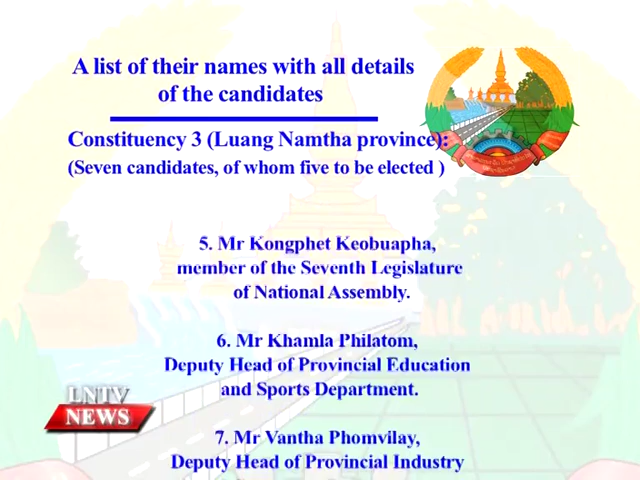 A list of their names with all details
of the candidates
Constituency 3 (Luang Namtha province):
(Seven candidates, of whom five to be elected )
5. Mr Kongphet Keobuapha,
member of the Seventh Legislature
of National Assembly.
6. Mr Khamla Philatom,
Deputy Head of Provincial Education
and Sports Department.
7. Mr Vantha Phomvilay,
Deputy Head of Provincial Industry
LNTV
NEWS